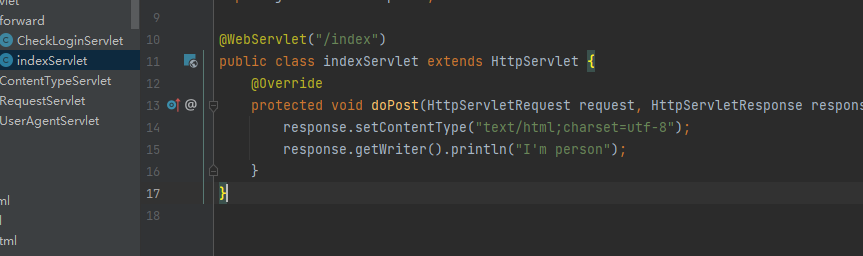 vlet
forward
CheckLoginServlet
indexServlet
ContentTypeServlet
RequestServlet
UserAgentServlet
ml
l
tml
9
10 @WebServlet("/index")
11 public class indexServlet extends HttpServlet {
12 @Override
13 @ protected void doPost(HttpServletRequest request, HttpServletResponse respons
14 response.setContentType("text/html;charset=utf-8");
15 response.getWriter().println("I'm person");
16 }
17 }
18